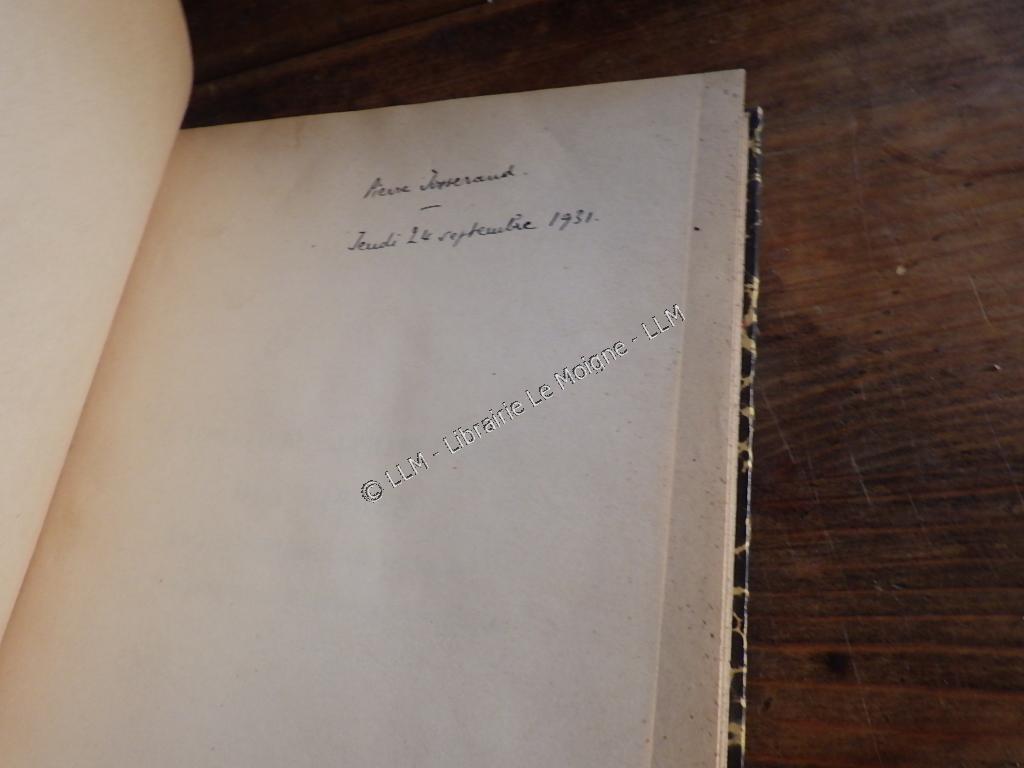 Pierre Josserand.
Jeudi 24 septembre 1931.
© LLM - Librairie Le Moigne - LLM